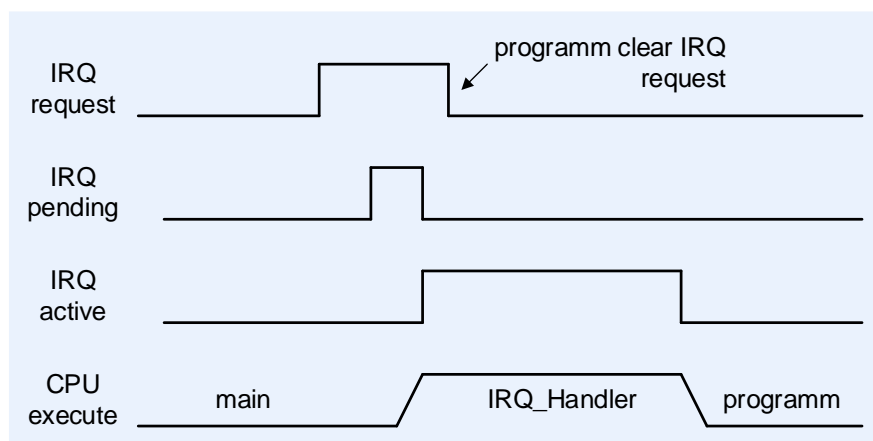 programm clear IRQ
request
IRQ
request
IRQ
pending
IRQ
active
CPU
execute
main
IRQ_Handler
programm